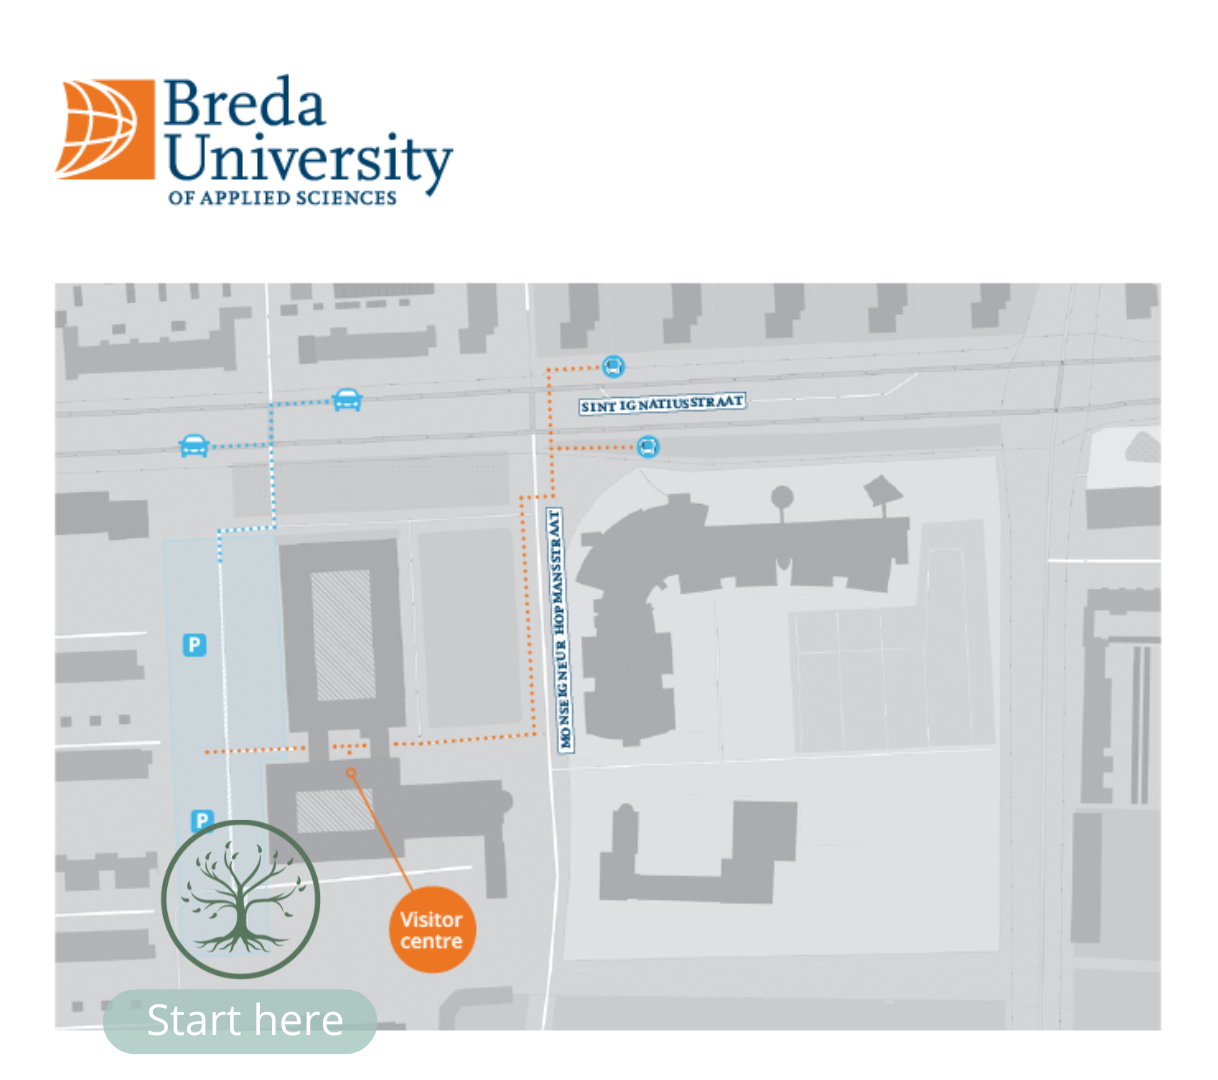 Breda
University
OF APPLIED SCIENCES
SINT IGNATIUSSTRAAT
MONSEIGNEUR HOPMANSSTRAAT
P
P
Visitor
centre
Start here